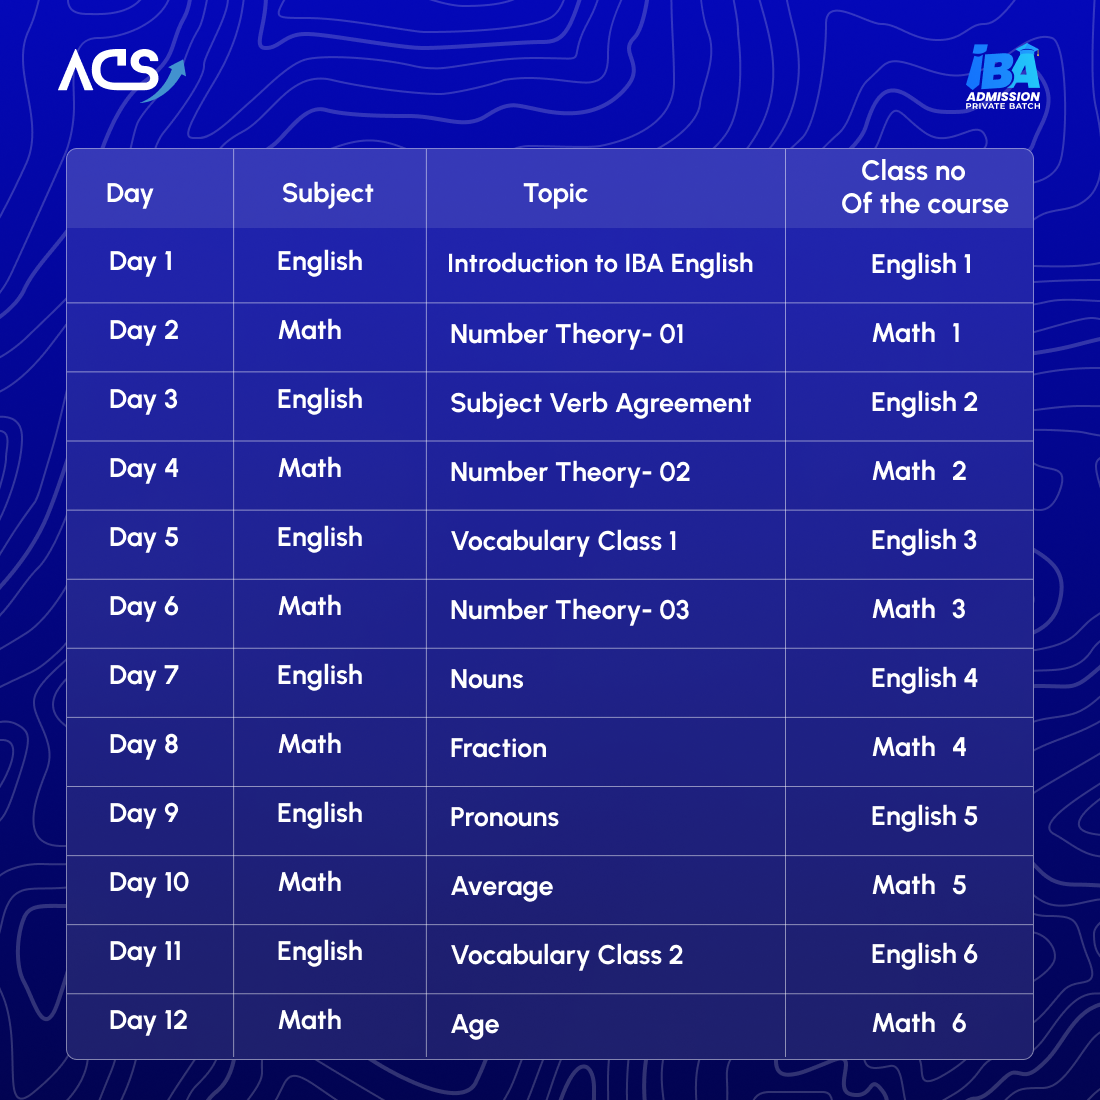 ACS
iBA
ADMISSION
PRIVATE BATCH
Day Subject Topic Class no
Of the course
Day 1 English Introduction to IBA English English 1
Day 2 Math Number Theory- 01 Math 1
Day 3 English Subject Verb Agreement English 2
Day 4 Math Number Theory- 02 Math 2
Day 5 English Vocabulary Class 1 English 3
Day 6 Math Number Theory- 03 Math 3
Day 7 English Nouns English 4
Day 8 Math Fraction Math 4
Day 9 English Pronouns English 5
Day 10 Math Average Math 5
Day 11 English Vocabulary Class 2 English 6
Day 12 Math Age Math 6